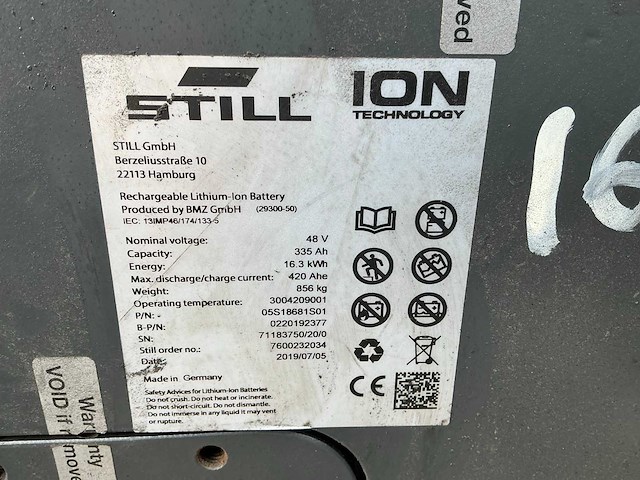 oved
STILL
ION
TECHNOLOGY
STILL GmbH
Berzeliusstraße 10
22113 Hamburg
Rechargeable Lithium-Ion Battery
Produced by BMZ GmbH (29300-50)
IEC: 13IMP46/174/133-5
Nominal voltage: 48 V
Capacity: 335 Ah
Energy: 16.3 kWh
Max. discharge/charge current: 420 Ahe
Weight: 856 kg
Operating temperature: 3004209001
P/N: - 05S18681S01
B-P/N: 0220192377
SN: 71183750/20/0
Still order no.: 7600232034
Date: 2019/07/05
Made in Germany
Safety Advices for Lithium-Ion Batteries
Do not crush. Do not heat or incinerate.
Do not short-circuit. Do not dismantle.
Do not immerse in any liquid it may vent
or rupture.
CE
16
Warranty
VOID if removed